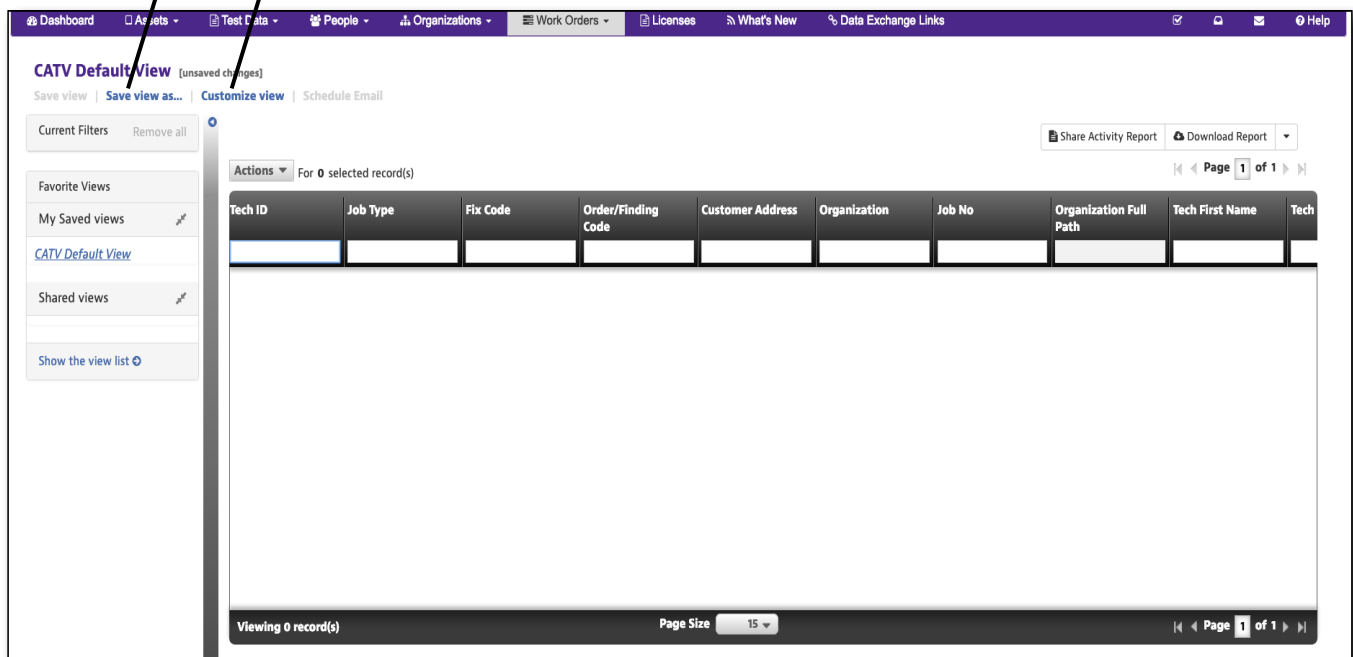 Dashboard Assets Test Data People Organizations Work Orders Licenses What's New Data Exchange Links Help
CATV Default View [unsaved changes]
Save view | Save view as... | Customize view | Schedule Email
Current Filters Remove all
Share Activity Report Download Report
Actions For 0 selected record(s)
Page 1 of 1
Favorite Views
My Saved views
CATV Default View
Shared views
Show the view list
Tech ID Job Type Fix Code Order/Finding Customer Address Organization Job No Organization Full Tech First Name Tech
Code Path
Viewing 0 record(s) Page Size 15 Page 1 of 1